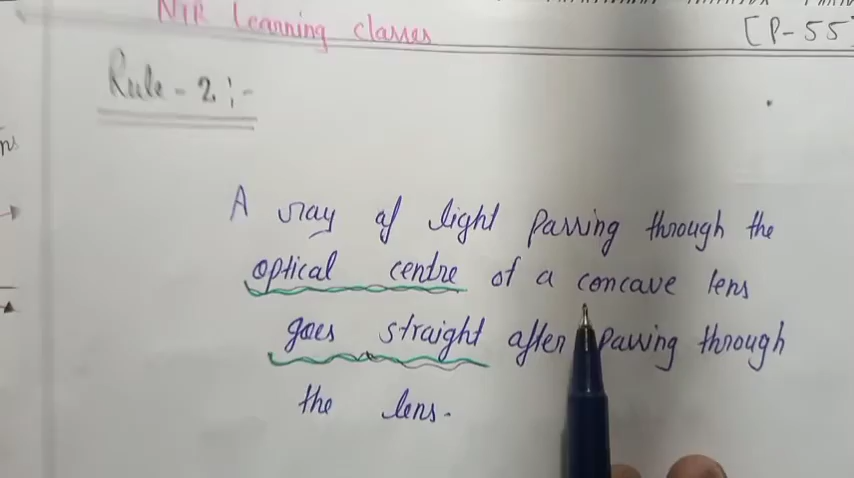 NIR Learning classes
[P-55]
Rule - 2 :-
A ray of light passing through the
optical centre of a concave lens
goes straight after passing through
the lens.